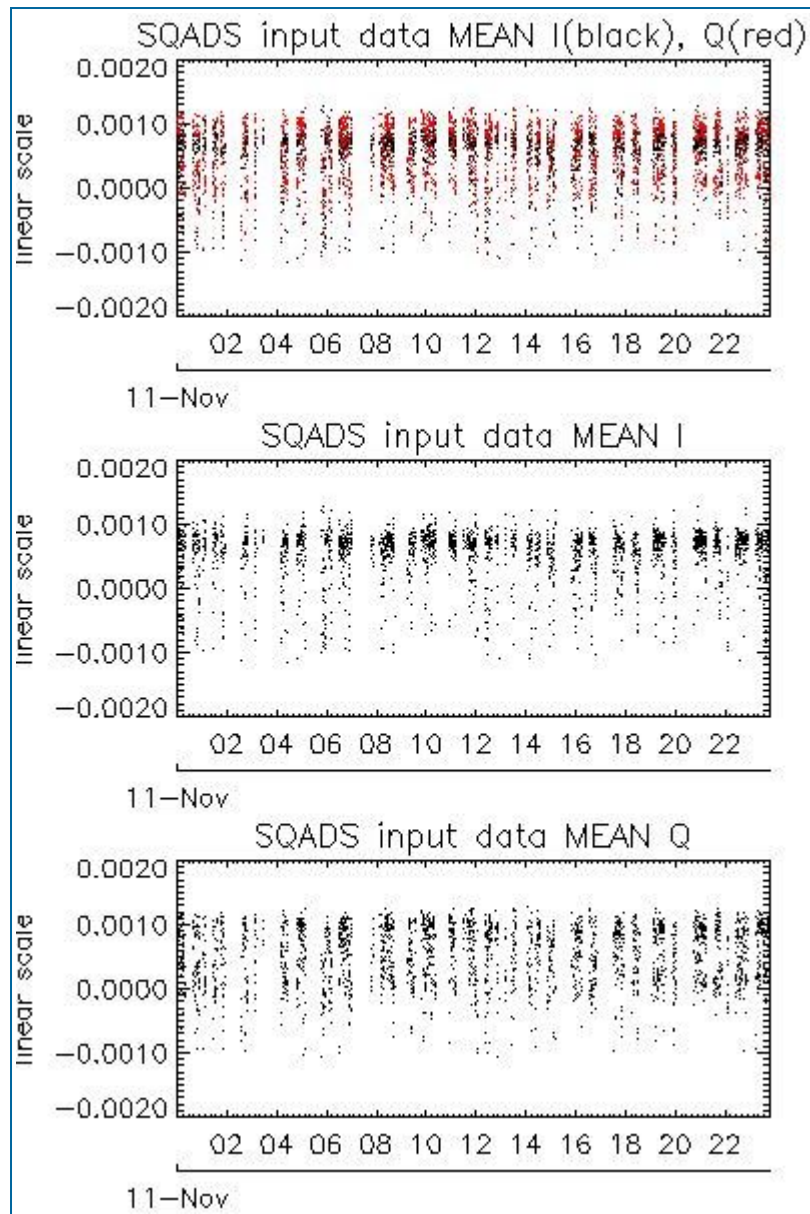 SQADS input data MEAN I(black), Q(red)
linear scale
0.0020
0.0010
0.0000
−0.0010
−0.0020
02 04 06 08 10 12 14 16 18 20 22
11−Nov
SQADS input data MEAN I
linear scale
0.0020
0.0010
0.0000
−0.0010
−0.0020
02 04 06 08 10 12 14 16 18 20 22
11−Nov
SQADS input data MEAN Q
linear scale
0.0020
0.0010
0.0000
−0.0010
−0.0020
02 04 06 08 10 12 14 16 18 20 22
11−Nov